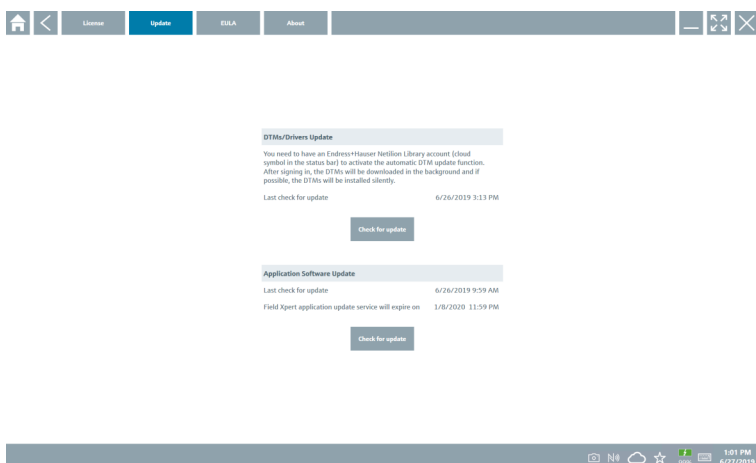 License Update EULA About
DTMs/Drivers Update
You need to have an Endress+Hauser Netilion Library account (cloud
symbol in the status bar) to activate the automatic DTM update function.
After signing in, the DTMs will be downloaded in the background and if
possible, the DTMs will be installed silently.
Last check for update 6/26/2019 3:13 PM
Check for update
Application Software Update
Last check for update 6/26/2019 9:59 AM
Field Xpert application update service will expire on 1/8/2020 11:59 PM
Check for update
1:01 PM
6/27/2019